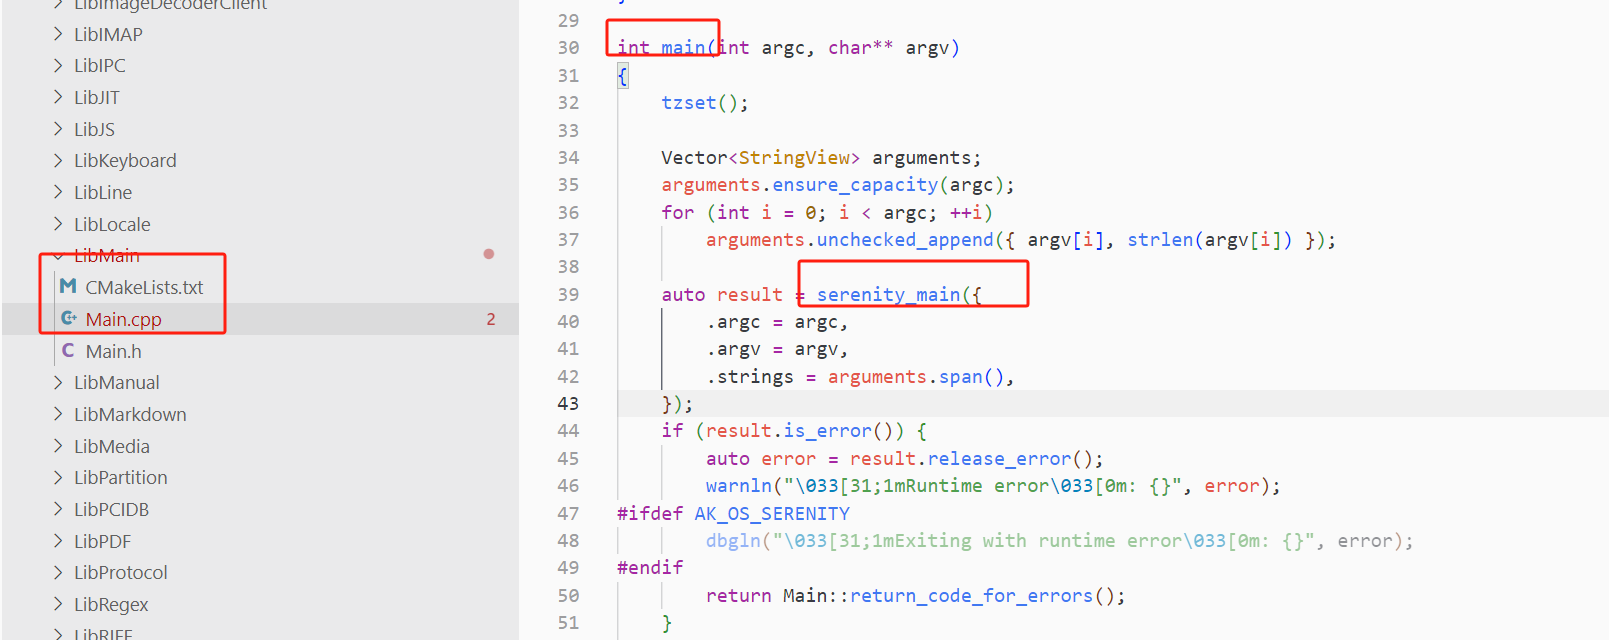 LibImageDecoderClient
LibIMAP
LibIPC
LibJIT
LibJS
LibKeyboard
LibLine
LibLocale
LibMain
CMakeLists.txt
Main.cpp 2
Main.h
LibManual
LibMarkdown
LibMedia
LibPartition
LibPCIDB
LibPDF
LibProtocol
LibRegex
LibRIFF
29
30 int main(int argc, char** argv)
31 {
32 tzset();
33
34 Vector<StringView> arguments;
35 arguments.ensure_capacity(argc);
36 for (int i = 0; i < argc; ++i)
37 arguments.unchecked_append({ argv[i], strlen(argv[i]) });
38
39 auto result = serenity_main({
40 .argc = argc,
41 .argv = argv,
42 .strings = arguments.span(),
43 });
44 if (result.is_error()) {
45 auto error = result.release_error();
46 warnln("\033[31;1mRuntime error\033[0m: {}", error);
47 #ifdef AK_OS_SERENITY
48 dbgln("\033[31;1mExiting with runtime error\033[0m: {}", error);
49 #endif
50 return Main::return_code_for_errors();
51 }